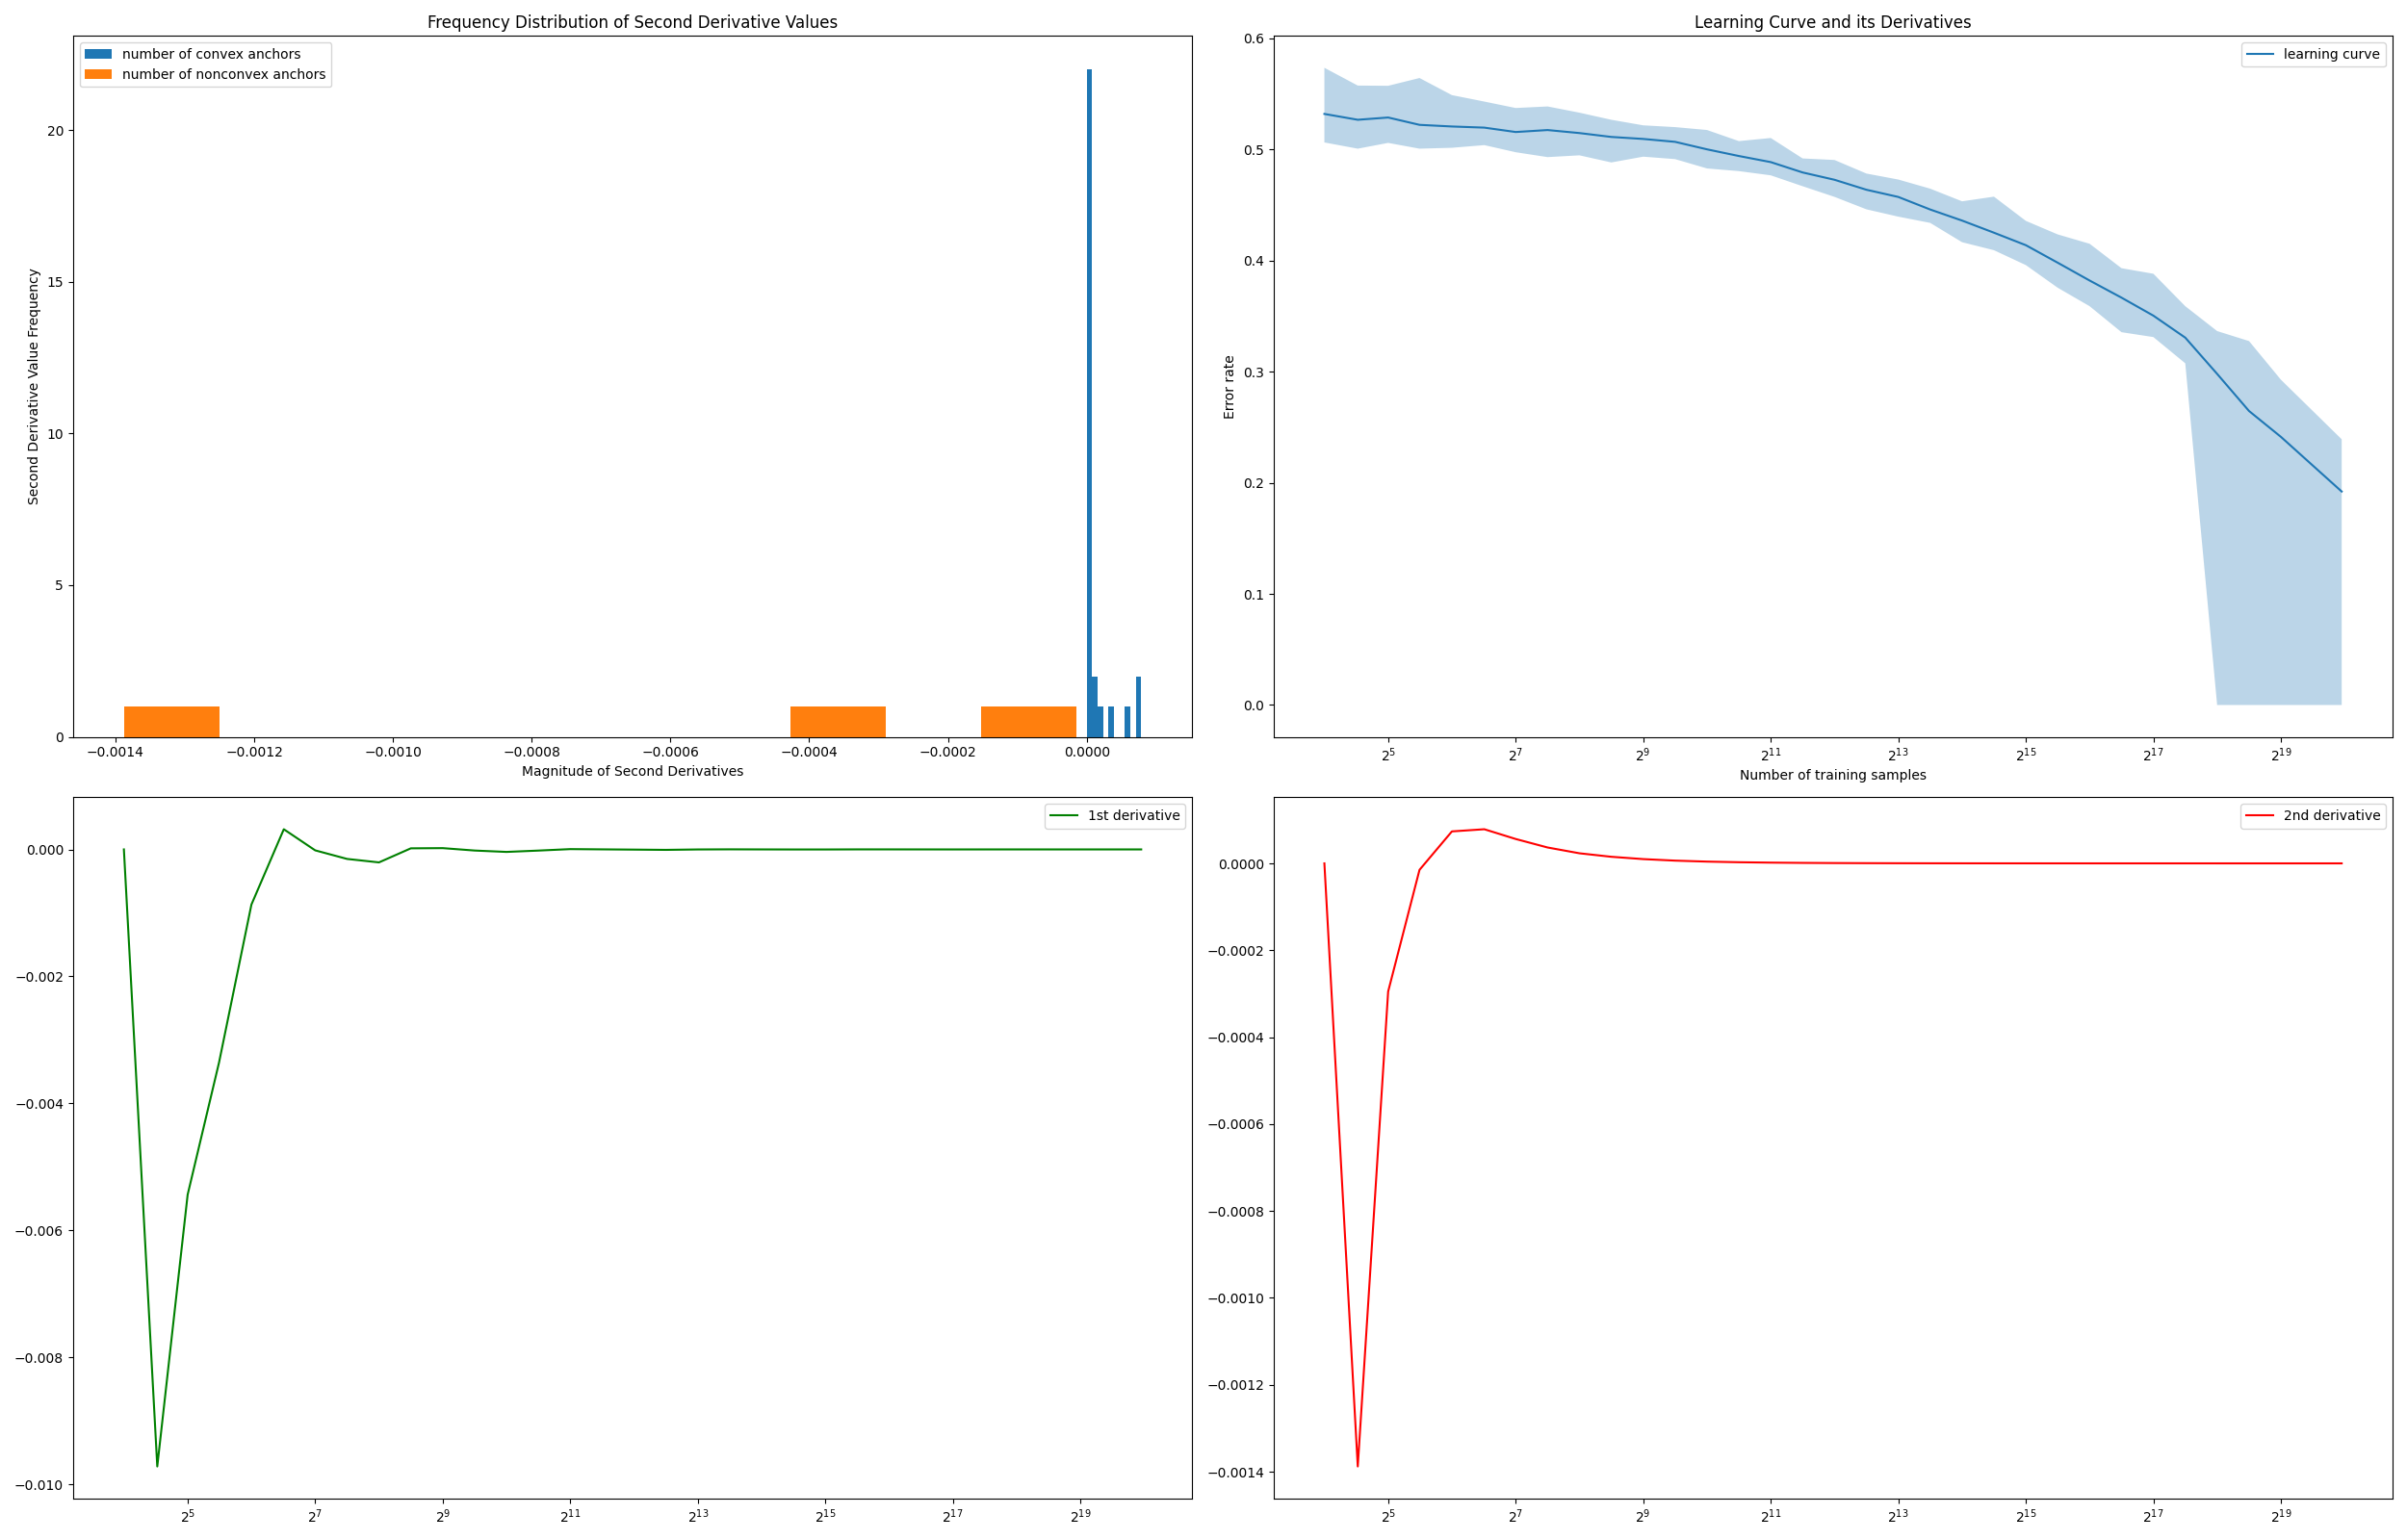 Frequency Distribution of Second Derivative Values
number of convex anchors
number of nonconvex anchors
Second Derivative Value Frequency
20
15
10
5
0
−0.0014 −0.0012 −0.0010 −0.0008 −0.0006 −0.0004 −0.0002 0.0000
Magnitude of Second Derivatives
Learning Curve and its Derivatives
learning curve
Error rate
0.6
0.5
0.4
0.3
0.2
0.1
0.0
2^5 2^7 2^9 2^11 2^13 2^15 2^17 2^19
Number of training samples
1st derivative
0.000
−0.002
−0.004
−0.006
−0.008
−0.010
2^5 2^7 2^9 2^11 2^13 2^15 2^17 2^19
2nd derivative
0.0000
−0.0002
−0.0004
−0.0006
−0.0008
−0.0010
−0.0012
−0.0014
2^5 2^7 2^9 2^11 2^13 2^15 2^17 2^19